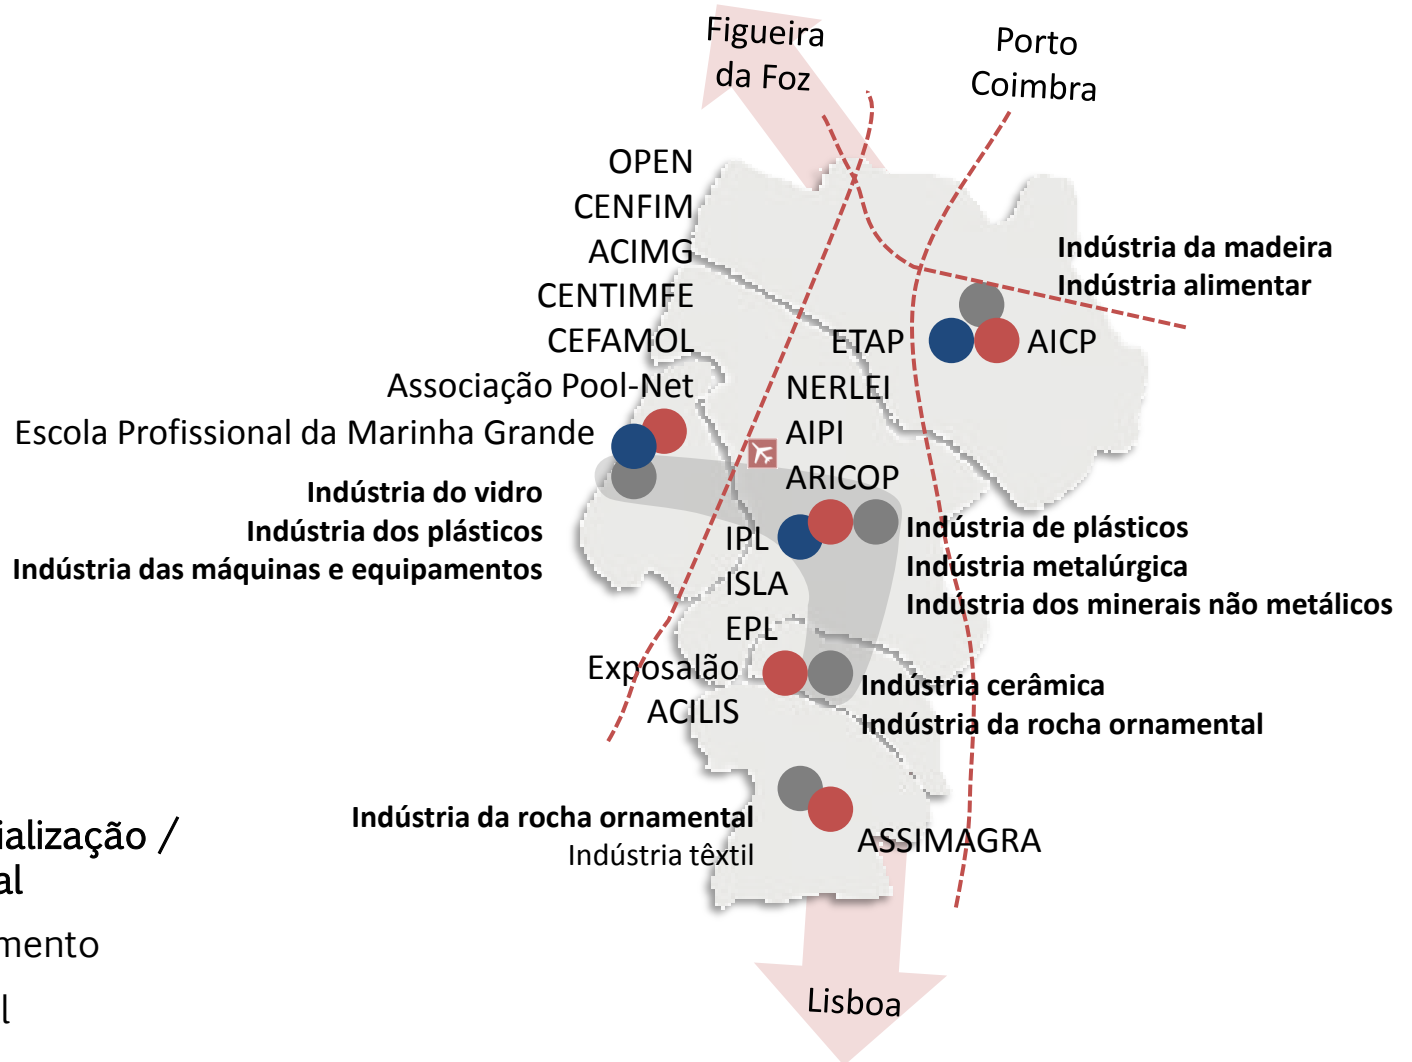 Figueira
da Foz
Porto
Coimbra
OPEN
CENFIM
ACIMG
CENTIMFE
CEFAMOL
Associação Pool-Net
Escola Profissional da Marinha Grande
Indústria do vidro
Indústria dos plásticos
Indústria das máquinas e equipamentos
Indústria da madeira
Indústria alimentar
ETAP
AICP
NERLEI
AIPI
ARICOP
IPL
ISLA
EPL
Indústria de plásticos
Indústria metalúrgica
Indústria dos minerais não metálicos
Exposalão
ACILIS
Indústria cerâmica
Indústria da rocha ornamental
Indústria da rocha ornamental
Indústria têxtil
ASSIMAGRA
Lisboa
ialização /
al
mento
l